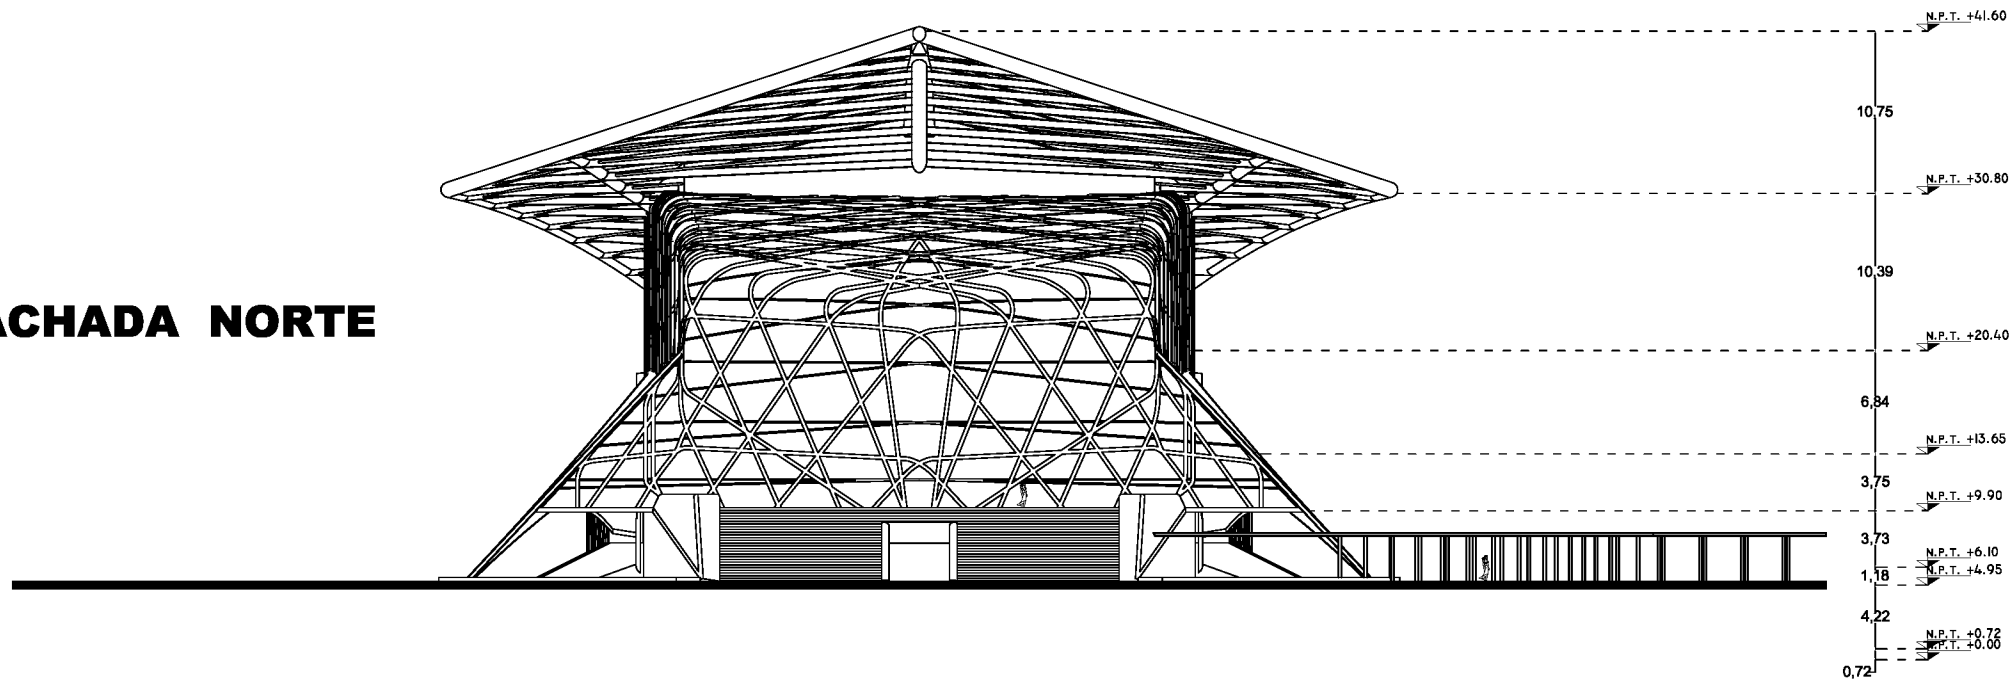 N.P.T. +41.60
10,75
N.P.T. +30.80
10,39
ACHADA NORTE
N.P.T. +20.40
6,84
N.P.T. +13.65
3,75
N.P.T. +9.90
3,73
N.P.T. +6.10
1,18
N.P.T. +4.95
4,22
N.P.T. +0.72
N.P.T. +0.00
0,72